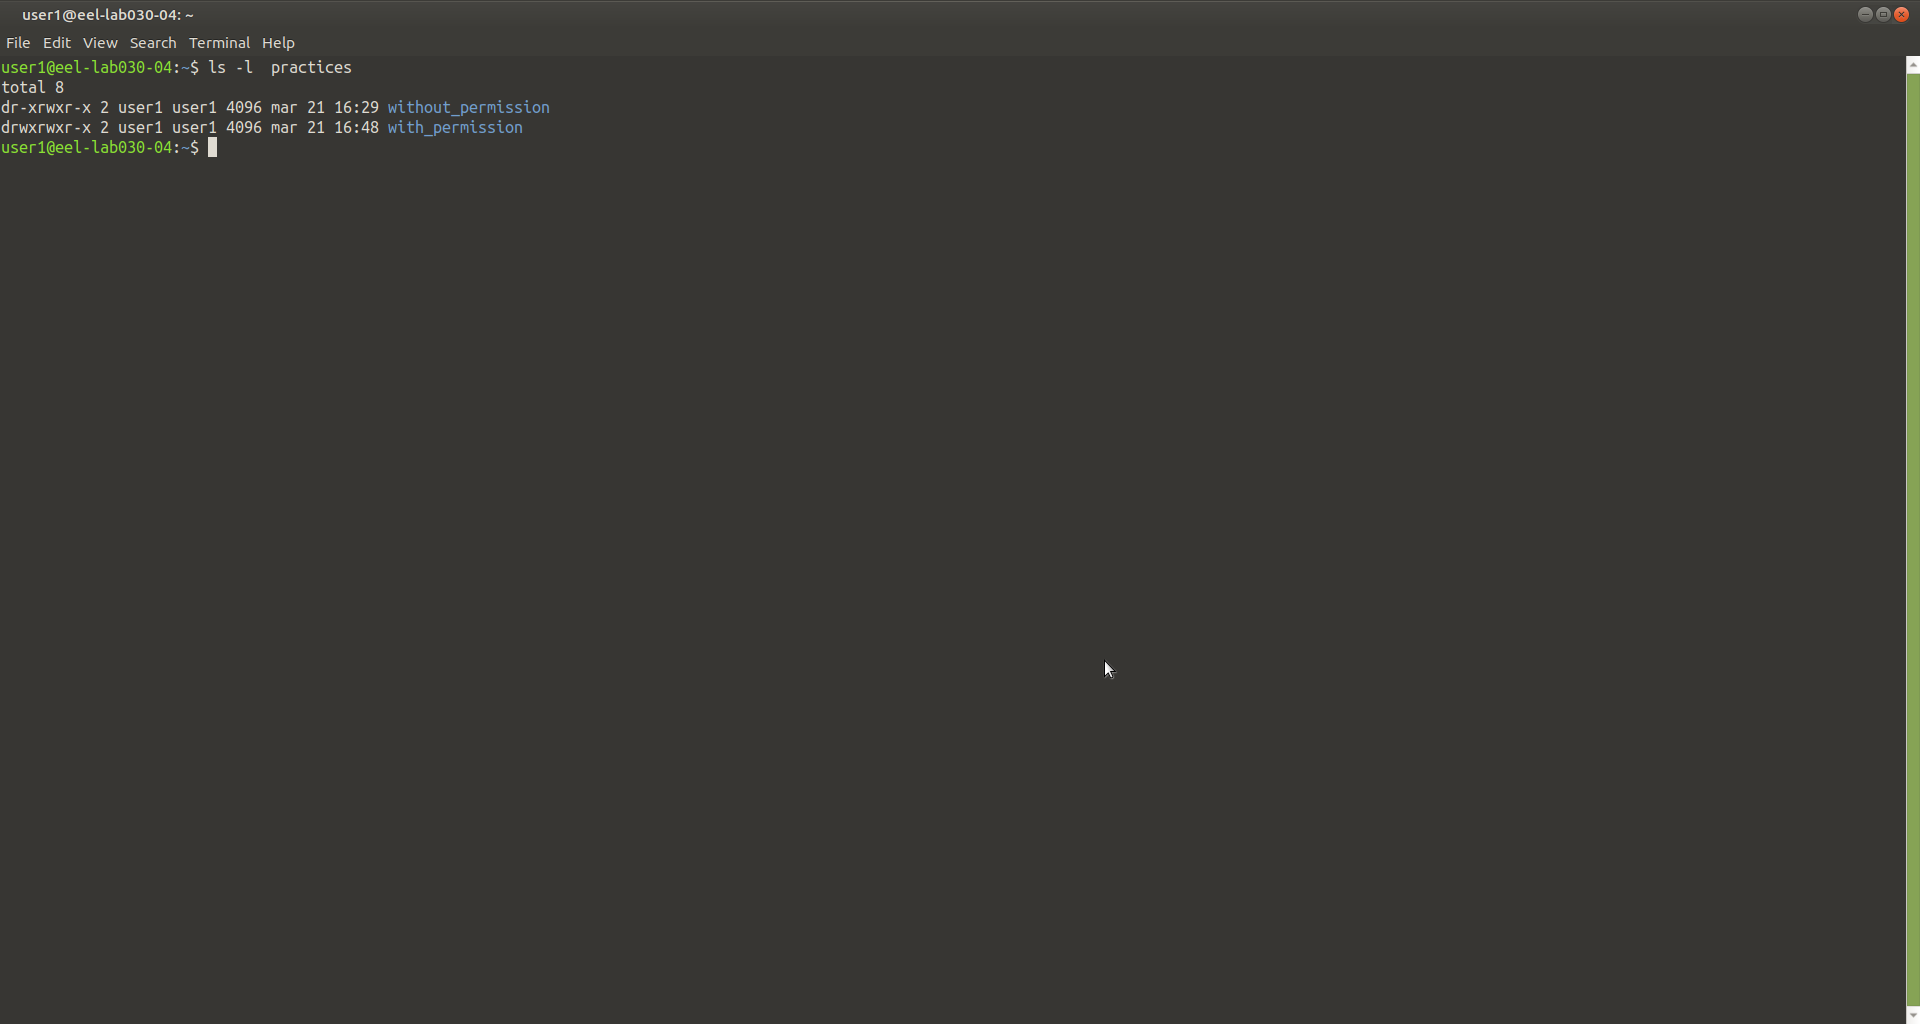 user1@eel-lab030-04: ~
File Edit View Search Terminal Help
user1@eel-lab030-04:~$ ls -l  practices
total 8
dr-xrwxr-x 2 user1 user1 4096 mar 21 16:29 without_permission
drwxrwxr-x 2 user1 user1 4096 mar 21 16:48 with_permission
user1@eel-lab030-04:~$